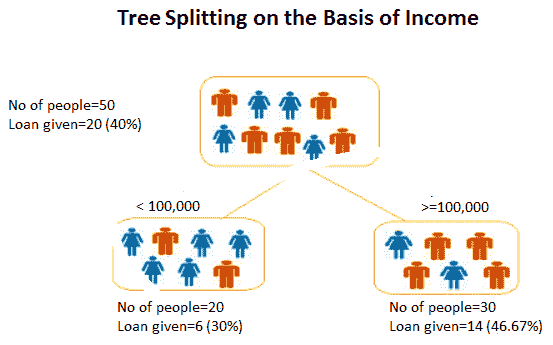 Tree Splitting on the Basis of Income
No of people=50
Loan given=20 (40%)
< 100,000
>=100,000
No of people=20
Loan given=6 (30%)
No of people=30
Loan given=14 (46.67%)